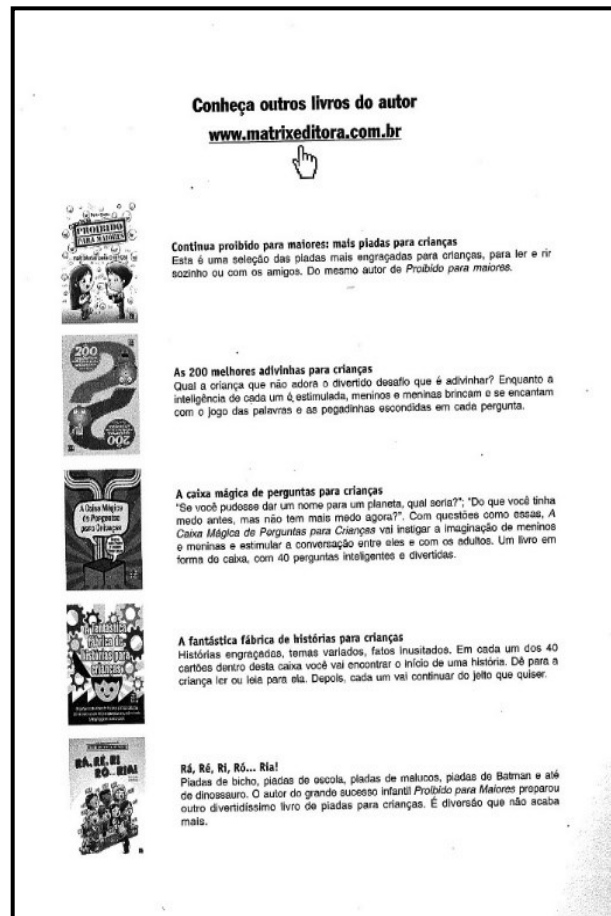 Conheça outros livros do autor
www.matrixeditora.com.br
PROIBIDO
PARA MAIORES
Continua proibido para maiores: mais piadas para crianças
Esta é uma seleção das piadas mais engraçadas para crianças, para ler e rir
sozinho ou com os amigos. Do mesmo autor de Proibido para maiores.
200
200
As 200 melhores adivinhas para crianças
Qual a criança que não adora o divertido desafio que é adivinhar? Enquanto a
inteligência de cada um é estimulada, meninos e meninas brincam e se encantam
com o jogo das palavras e as pegadinhas escondidas em cada pergunta.
A Caixa Mágica
de Perguntas
para Crianças
A caixa mágica de perguntas para crianças
"Se você pudesse dar um nome para um planeta, qual seria?"; "Do que você tinha
medo antes, mas não tem mais medo agora?". Com questões como essas, A
Caixa Mágica de Perguntas para Crianças vai instigar a imaginação de meninos
e meninas e estimular a conversação entre eles e com os adultos. Um livro em
forma de caixa, com 40 perguntas inteligentes e divertidas.
A fantástica
fábrica de
histórias para
crianças
A fantástica fábrica de histórias para crianças
Histórias engraçadas, temas variados, fatos inusitados. Em cada um dos 40
cartões dentro desta caixa você vai encontrar o início de uma história. Dê para a
criança ler ou leia para ela. Depois, cada um vai continuar do jeito que quiser.
RÁ, RÉ, RI
RÓ...RIA!
Rá, Ré, Ri, Ró... Ria!
Piadas de bicho, piadas de escola, piadas de malucos, piadas de Batman e até
de dinossauro. O autor do grande sucesso infantil Proibido para Maiores preparou
outro divertidíssimo livro de piadas para crianças. É diversão que não acaba
mais.